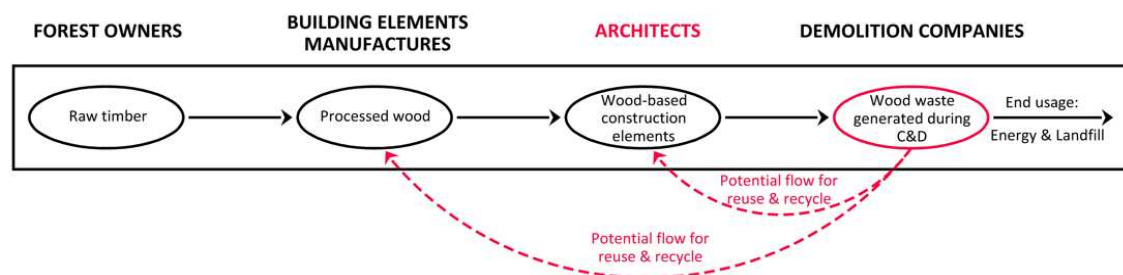 FOREST OWNERS
BUILDING ELEMENTS
MANUFACTURES
ARCHITECTS
DEMOLITION COMPANIES
Raw timber
Processed wood
Wood-based
construction
elements
Wood waste
generated during
C&D
End usage:
Energy & Landfill
Potential flow for
reuse & recycle
Potential flow for
reuse & recycle